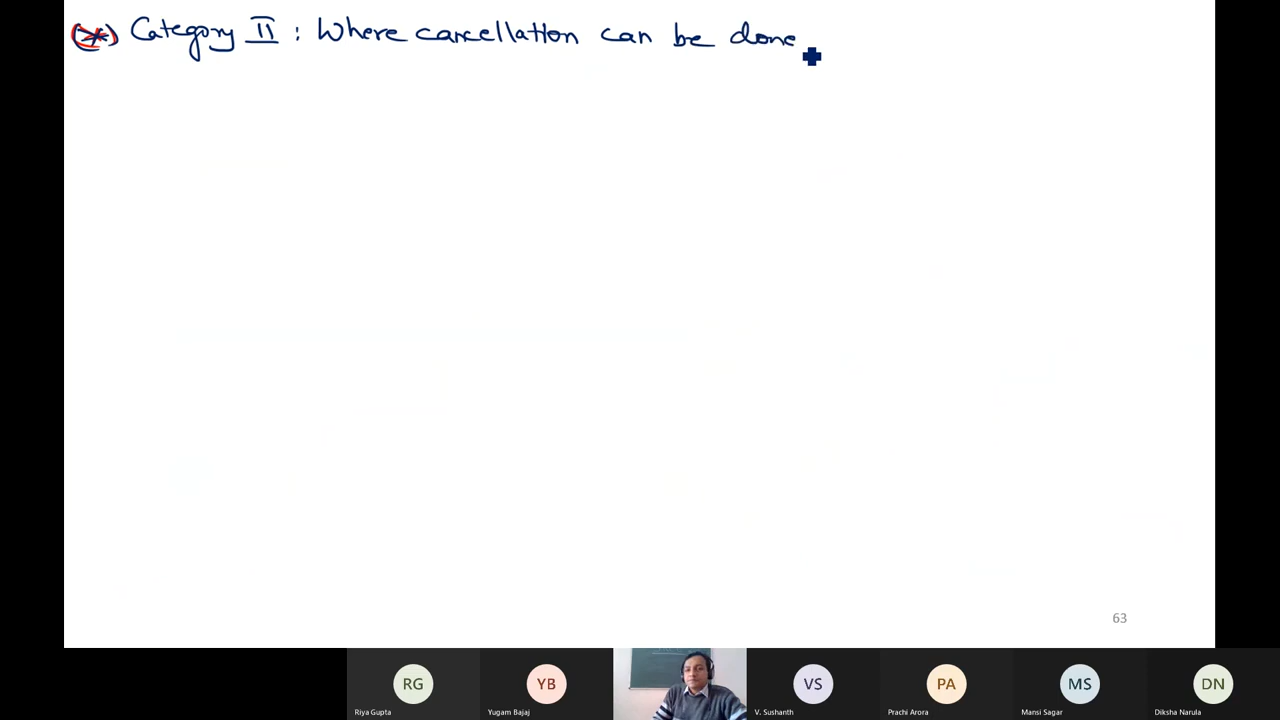 (*) Category II : Where cancellation can be done
63
RG
YB
VS
PA
MS
DN
Riya Gupta
Yugam Bajaj
V. Sushanth
Prachi Arora
Mansi Sagar
Diksha Narula